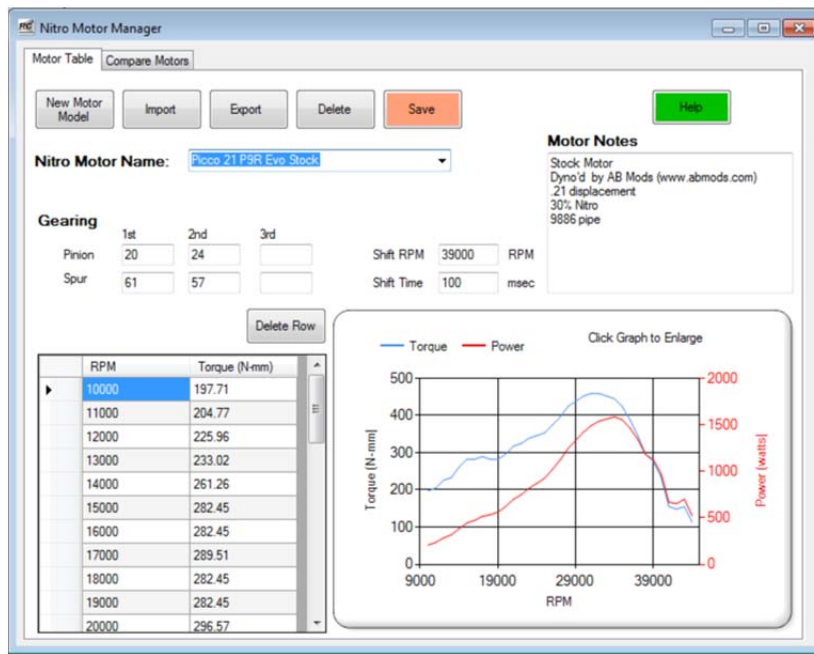 Nitro Motor Manager
Motor Table Compare Motors
New Motor Model Import Export Delete Save Help
Motor Notes
Nitro Motor Name: Picco 21 P9R Evo Stock
Stock Motor
Dyno'd by AB Mods (www.abmods.com)
.21 displacement
30% Nitro
9886 pipe
Gearing
1st 2nd 3rd
Pinion 20 24 Shift RPM 39000 RPM
Spur 61 57 Shift Time 100 msec
Delete Row
RPM Torque (N-mm)
10000 197.71
11000 204.77
12000 225.96
13000 233.02
14000 261.26
15000 282.45
16000 282.45
17000 289.51
18000 282.45
19000 282.45
20000 296.57
Torque Power Click Graph to Enlarge
500 2000
400
1500
300
1000
200
500
100
0 0
9000 19000 29000 39000
RPM
Torque (N-mm|
Power (watts|